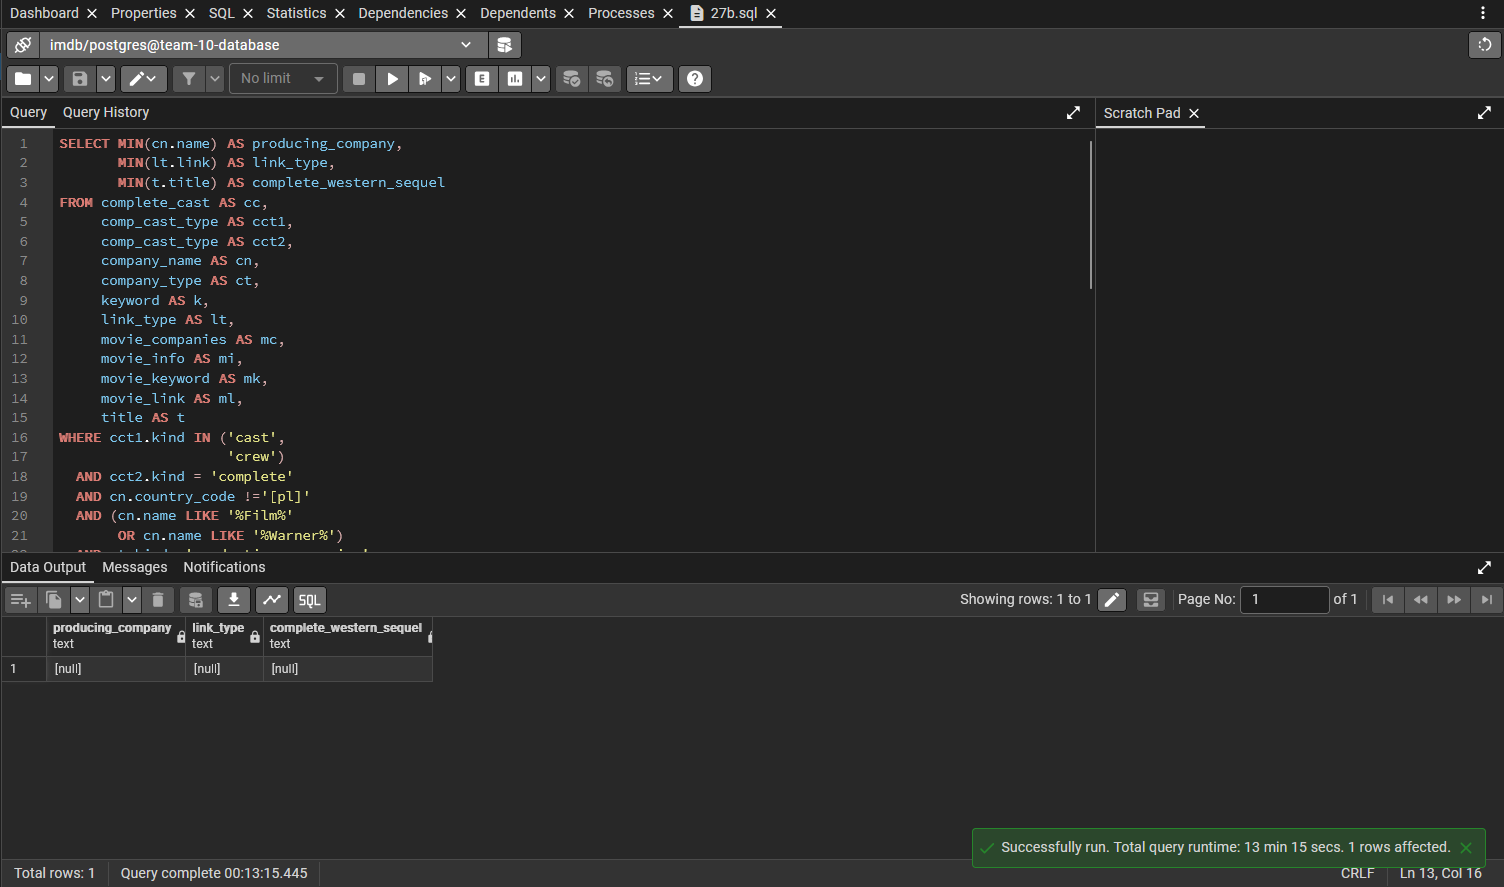 Dashboard Properties SQL Statistics Dependencies Dependents Processes 27b.sql
imdb/postgres@team-10-database
No limit E
Query Query History Scratch Pad
1 SELECT MIN(cn.name) AS producing_company,
2 MIN(lt.link) AS link_type,
3 MIN(t.title) AS complete_western_sequel
4 FROM complete_cast AS cc,
5 comp_cast_type AS cct1,
6 comp_cast_type AS cct2,
7 company_name AS cn,
8 company_type AS ct,
9 keyword AS k,
10 link_type AS lt,
11 movie_companies AS mc,
12 movie_info AS mi,
13 movie_keyword AS mk,
14 movie_link AS ml,
15 title AS t
16 WHERE cct1.kind IN ('cast',
17 'crew')
18 AND cct2.kind = 'complete'
19 AND cn.country_code !='[pl]'
20 AND (cn.name LIKE '%Film%'
21 OR cn.name LIKE '%Warner%')
Data Output Messages Notifications
SQL Showing rows: 1 to 1 Page No: 1 of 1
producing_company link_type complete_western_sequel
text text text
1 [null] [null] [null]
Successfully run. Total query runtime: 13 min 15 secs. 1 rows affected.
Total rows: 1 Query complete 00:13:15.445 CRLF Ln 13, Col 16